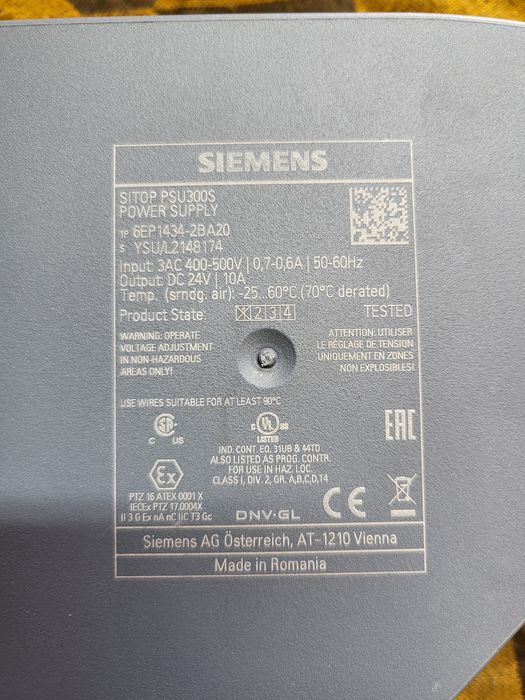 SIEMENS
SITOP PSU300S
POWER SUPPLY
1P 6EP1434-2BA20
S YSU/L2148174
Input: 3AC 400-500V | 0,7-0,6A | 50-60Hz
Output: DC 24V | 10A
Temp. (srndg. air): -25...60°C (70°C derated)
Product State: X 2 3 4 TESTED
WARNING: OPERATE
VOLTAGE ADJUSTMENT
IN NON-HAZARDOUS
AREAS ONLY!
ATTENTION: UTILISER
LE RÉGLAGE DE TENSION
UNIQUEMENT EN ZONES
NON EXPLOSIBLES!
USE WIRES SUITABLE FOR AT LEAST 90°C
C SA US
C UL US
LISTED
EAC
IND. CONT. EQ. 31UB & 44TD
ALSO LISTED AS PROG. CONTR.
FOR USE IN HAZ. LOC.
CLASS I, DIV. 2, GR. A,B,C,D,T4
Ex
PTZ 16 ATEX 0001 X
IECEx PTZ 17.0004X
II 3 G Ex nA nC IIC T3 Gc
DNV·GL
CE
Siemens AG Österreich, AT-1210 Vienna
Made in Romania